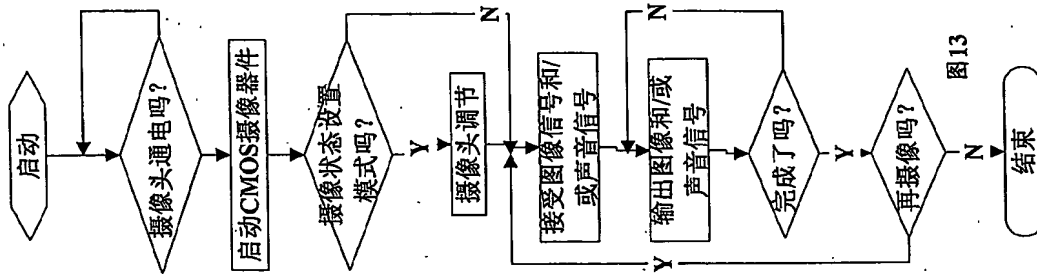 启动
摄像头通电吗?
启动CMOS摄像器件
摄像状态设置
模式吗?
N
Y
摄像头调节
接受图像信号和/
或声音信号
输出图像和/或
声音信号
N
完成了吗?
Y
再摄像吗?
Y
N
结束
图13